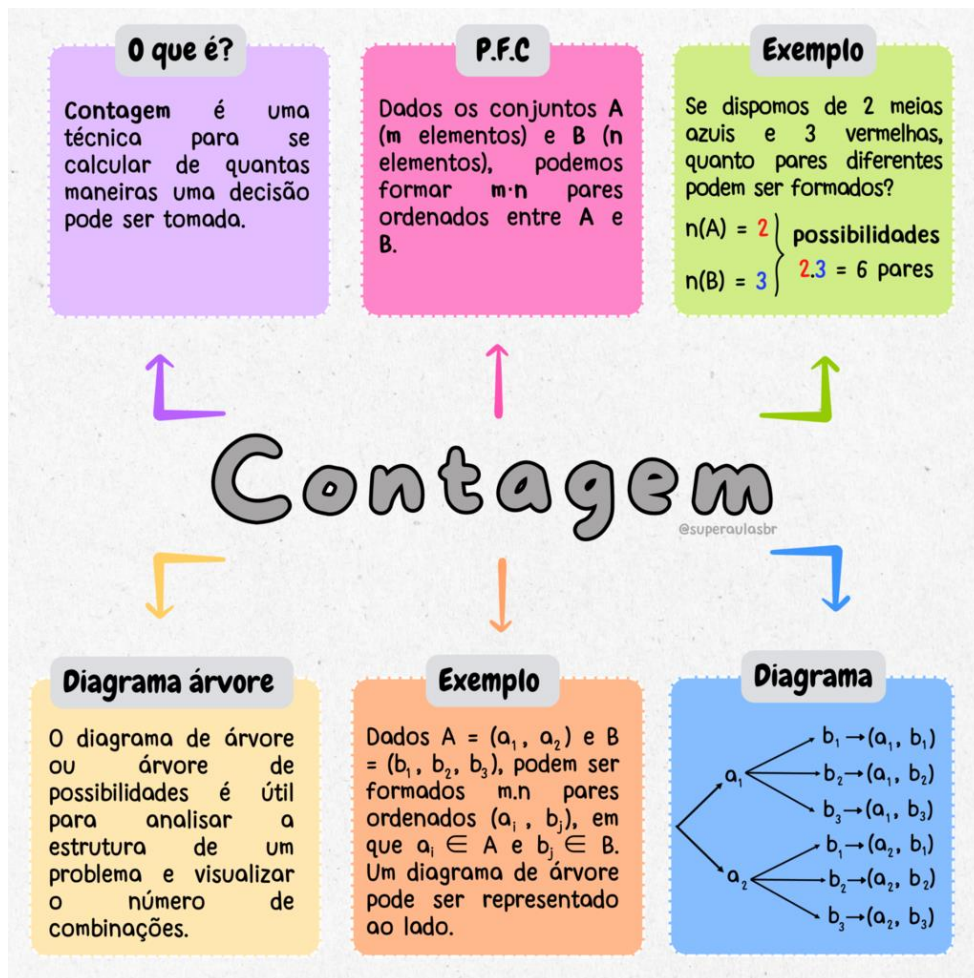 O que é?
Contagem é uma
técnica para se
calcular de quantas
maneiras uma decisão
pode ser tomada.
P.F.C
Dados os conjuntos A
(m elementos) e B (n
elementos), podemos
formar m·n pares
ordenados entre A e
B.
Exemplo
Se dispomos de 2 meias
azuis e 3 vermelhas,
quanto pares diferentes
podem ser formados?
n(A) = 2
n(B) = 3
possibilidades
2.3 = 6 pares
Contagem
@superaulasbr
Diagrama árvore
O diagrama de árvore
ou árvore de
possibilidades é útil
para analisar a
estrutura de um
problema e visualizar
o número de
combinações.
Exemplo
Dados A = (a₁, a₂) e B
= (b₁, b₂, b₃), podem ser
formados m.n pares
ordenados (aᵢ, bⱼ), em
que aᵢ ∈ A e bⱼ ∈ B.
Um diagrama de árvore
pode ser representado
ao lado.
Diagrama
a₁
b₁→(a₁, b₁)
b₂→(a₁, b₂)
b₃→(a₁, b₃)
a₂
b₁→(a₂, b₁)
b₂→(a₂, b₂)
b₃→(a₂, b₃)